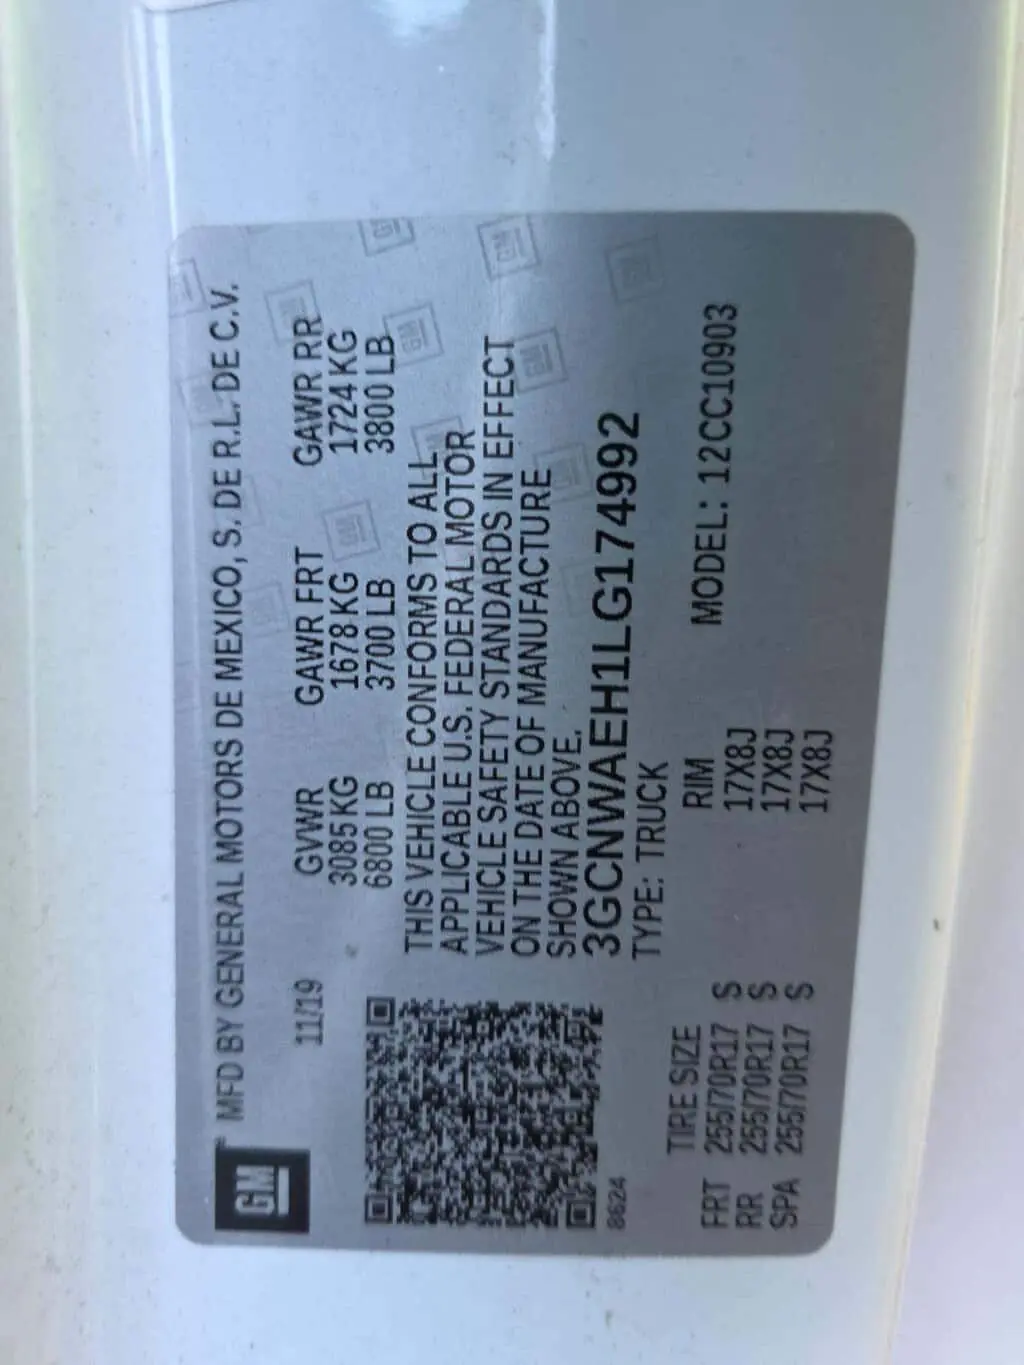 GM
MFD BY GENERAL MOTORS DE MEXICO, S. DE R.L. DE C.V.
11/19 GVWR GAWR FRT GAWR RR
3085 KG 1678 KG 1724 KG
6800 LB 3700 LB 3800 LB
THIS VEHICLE CONFORMS TO ALL
APPLICABLE U.S. FEDERAL MOTOR
VEHICLE SAFETY STANDARDS IN EFFECT
ON THE DATE OF MANUFACTURE
SHOWN ABOVE.
3GCNWAEH1LG174992
8624 TYPE: TRUCK
TIRE SIZE RIM MODEL: 12CC10903
FRT 255/70R17 S 17X8J
RR 255/70R17 S 17X8J
SPA 255/70R17 S 17X8J